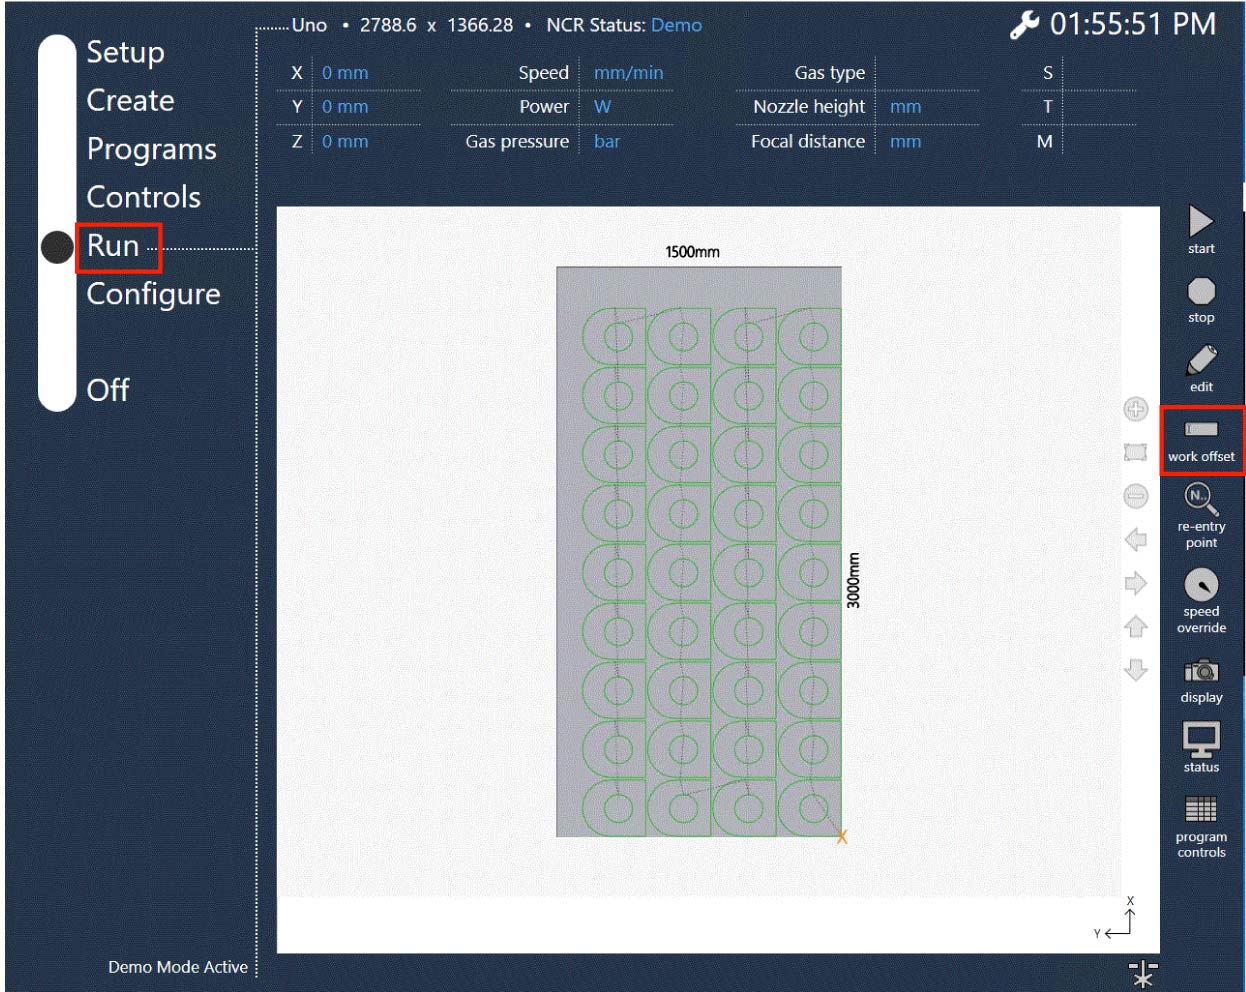 Uno • 2788.6 x 1366.28 • NCR Status: Demo
01:55:51 PM
Setup
Create
Programs
Controls
Run
Configure
Off
X 0 mm Speed mm/min Gas type S
Y 0 mm Power W Nozzle height mm T
Z 0 mm Gas pressure bar Focal distance mm M
1500mm
3000mm
X
X
Y
start
stop
edit
work offset
N..
re-entry
point
speed
override
display
status
program
controls
Demo Mode Active